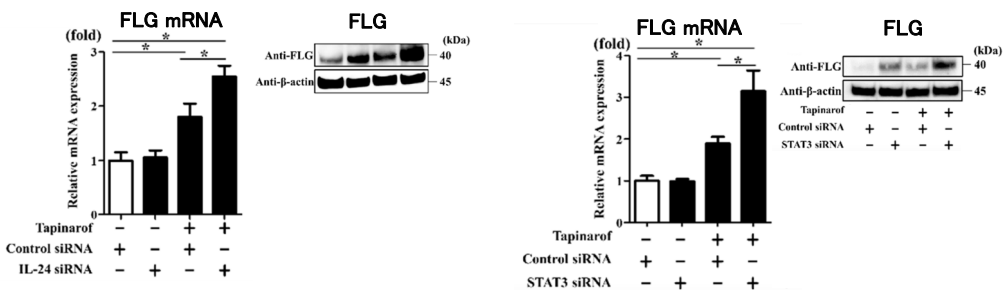 FLG mRNA
(fold)
3
2
1
0
Relative mRNA expression
*
*
*
Tapinarof − − + +
Control siRNA + − + −
IL-24 siRNA − + − +
FLG
(kDa)
Anti-FLG 40
Anti-β-actin 45
FLG mRNA
(fold)
4
3
2
1
0
Relative mRNA expression
*
*
*
Tapinarof − − + +
Control siRNA + − + −
STAT3 siRNA − + − +
FLG
(kDa)
Anti-FLG 40
Anti-β-actin 45
Tapinarof − − + +
Control siRNA + − + −
STAT3 siRNA − + − +